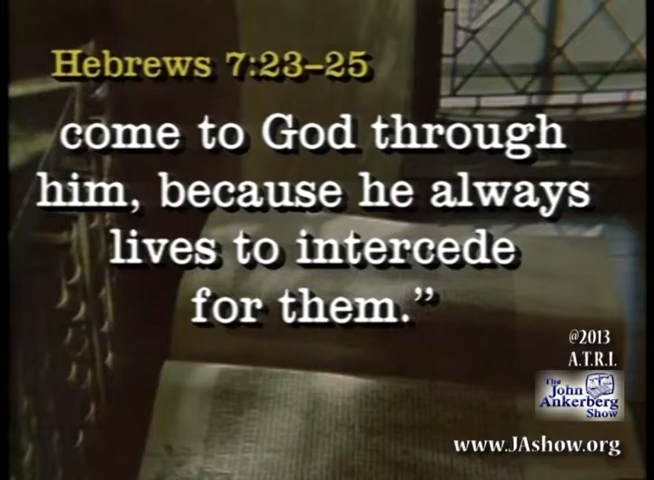 Hebrews 7:23–25
come to God through
him, because he always
lives to intercede
for them.”
@2013
A.T.R.I.
The
John
Ankerberg
Show
www.JAshow.org